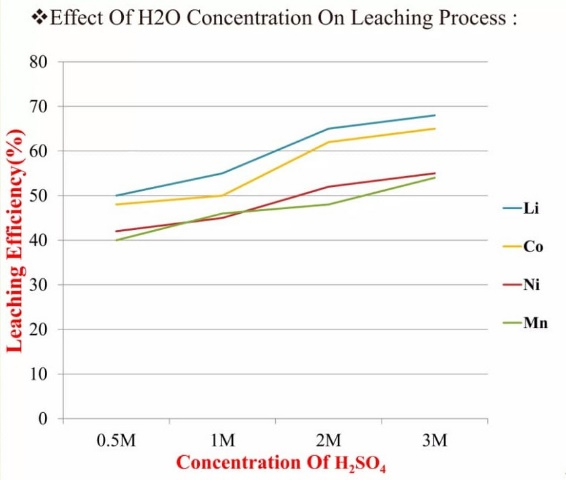 ❖Effect Of H2O Concentration On Leaching Process :
80
70
60
50
40
30
20
10
0
Leaching Efficiency(%)
0.5M 1M 2M 3M
Concentration Of H₂SO₄
Li
Co
Ni
Mn